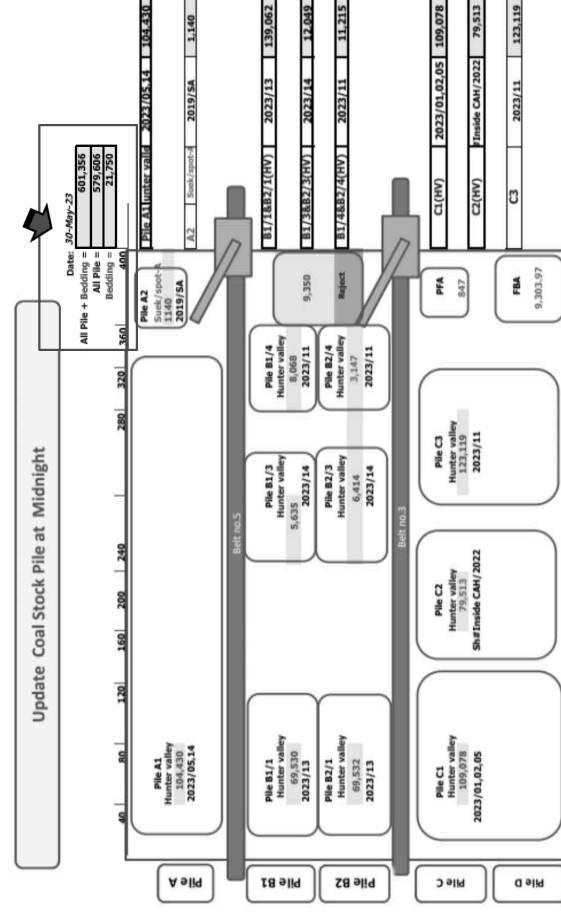 Update Coal Stock Pile at Midnight
Date: 30-May-23
All Pile + Bedding = 601,356
All Pile = 579,606
Bedding = 21,750
40 80 120 160 200 240 280 320 360 400
Pile A
Pile A1
Hunter valley
104,430
2023/05,14
Pile A2
Suek/spot-A
1140
2019/SA
Belt no.5
Pile B1
Pile B1/1
Hunter valley
69,530
2023/13
Pile B1/3
Hunter valley
5,635
2023/14
Pile B1/4
Hunter valley
8,068
2023/11
9,350
Reject
Pile B2
Pile B2/1
Hunter valley
69,532
2023/13
Pile B2/3
Hunter valley
6,414
2023/14
Pile B2/4
Hunter valley
3,147
2023/11
Belt no.3
Pile C
Pile C1
Hunter valley
109,078
2023/01,02,05
Pile C2
Hunter valley
79,513
Sh#Inside CAH/2022
Pile C3
Hunter valley
123,119
2023/11
PFA
847
Pile D
FBA
9,303.97
Pile A1 Hunter valle 2023/05,14 104,430
A2 Suek/spot-A 2019/SA 1,140
B1/1&B2/1(HV) 2023/13 139,062
B1/3&B2/3(HV) 2023/14 12,049
B1/4&B2/4(HV) 2023/11 11,215
C1(HV) 2023/01,02,05 109,078
C2(HV) #Inside CAH/2022 79,513
C3 2023/11 123,119